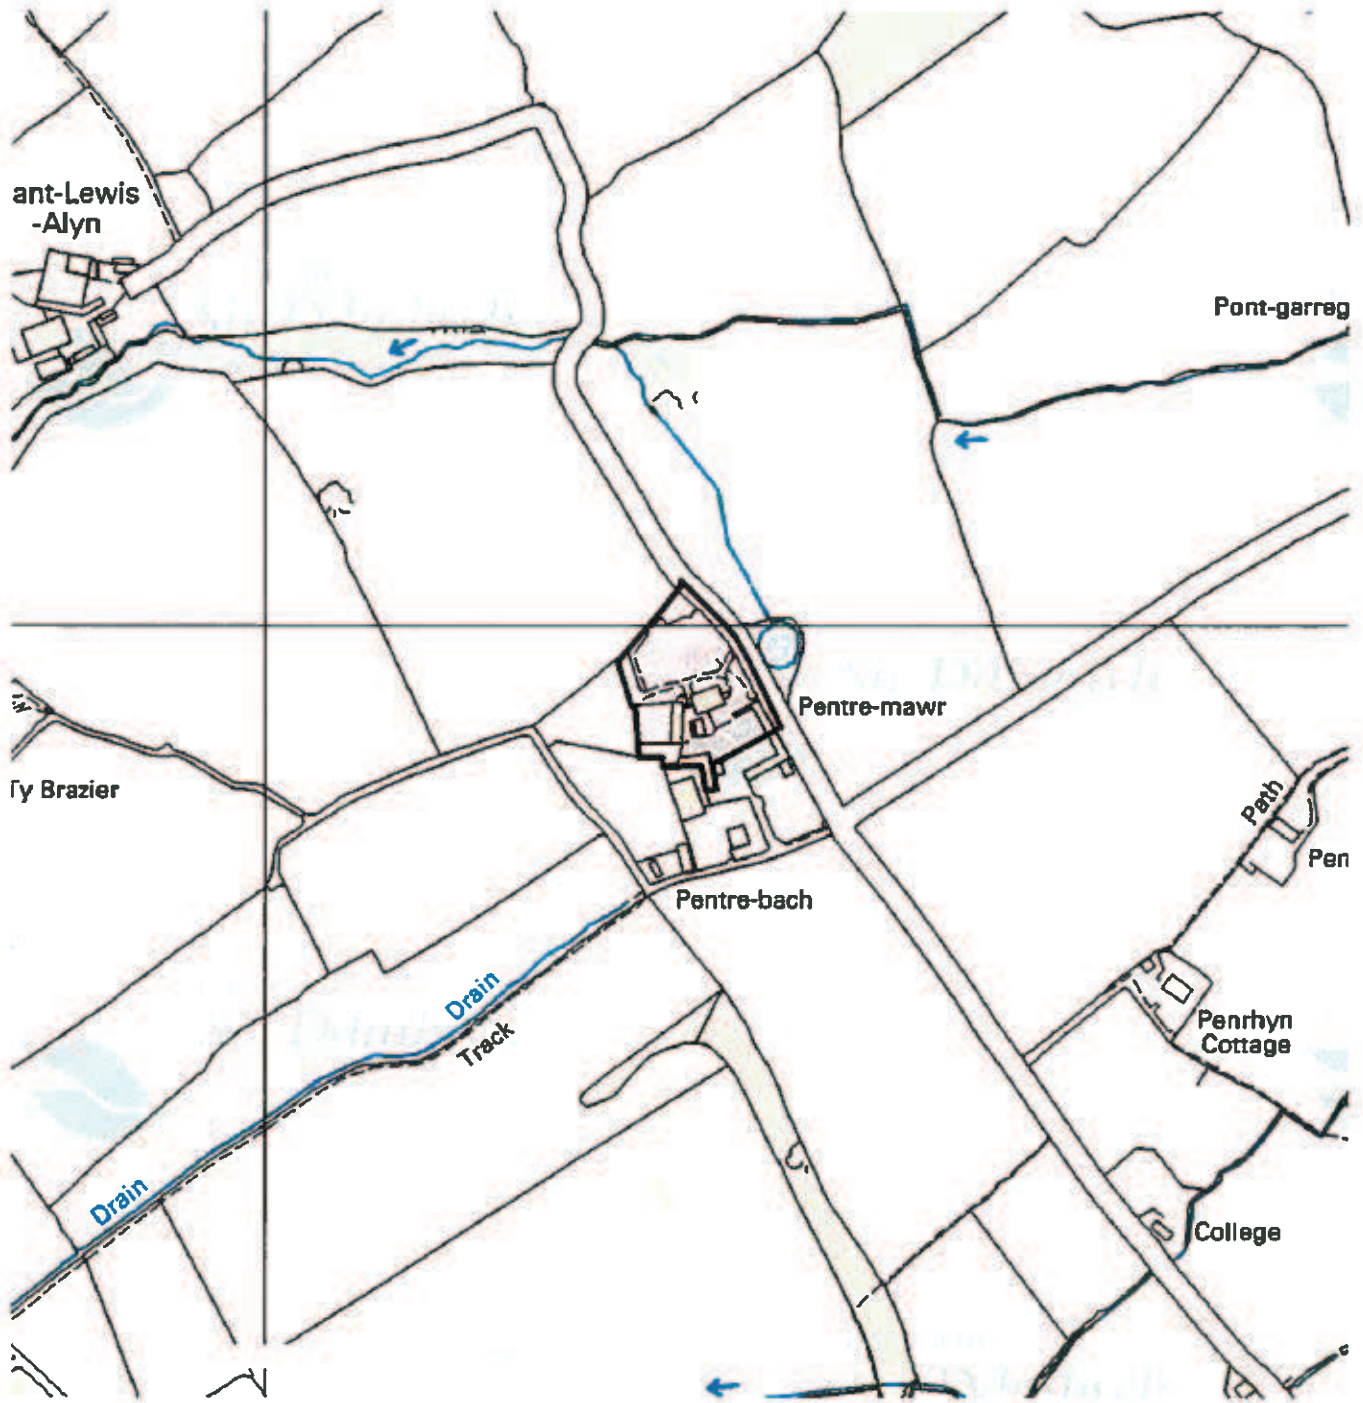 ant-Lewis
-Alyn
Pont-garreg
Pentre-mawr
Ty Brazier
Path
Pen
Pentre-bach
Drain
Track
Penrhyn
Cottage
Drain
College